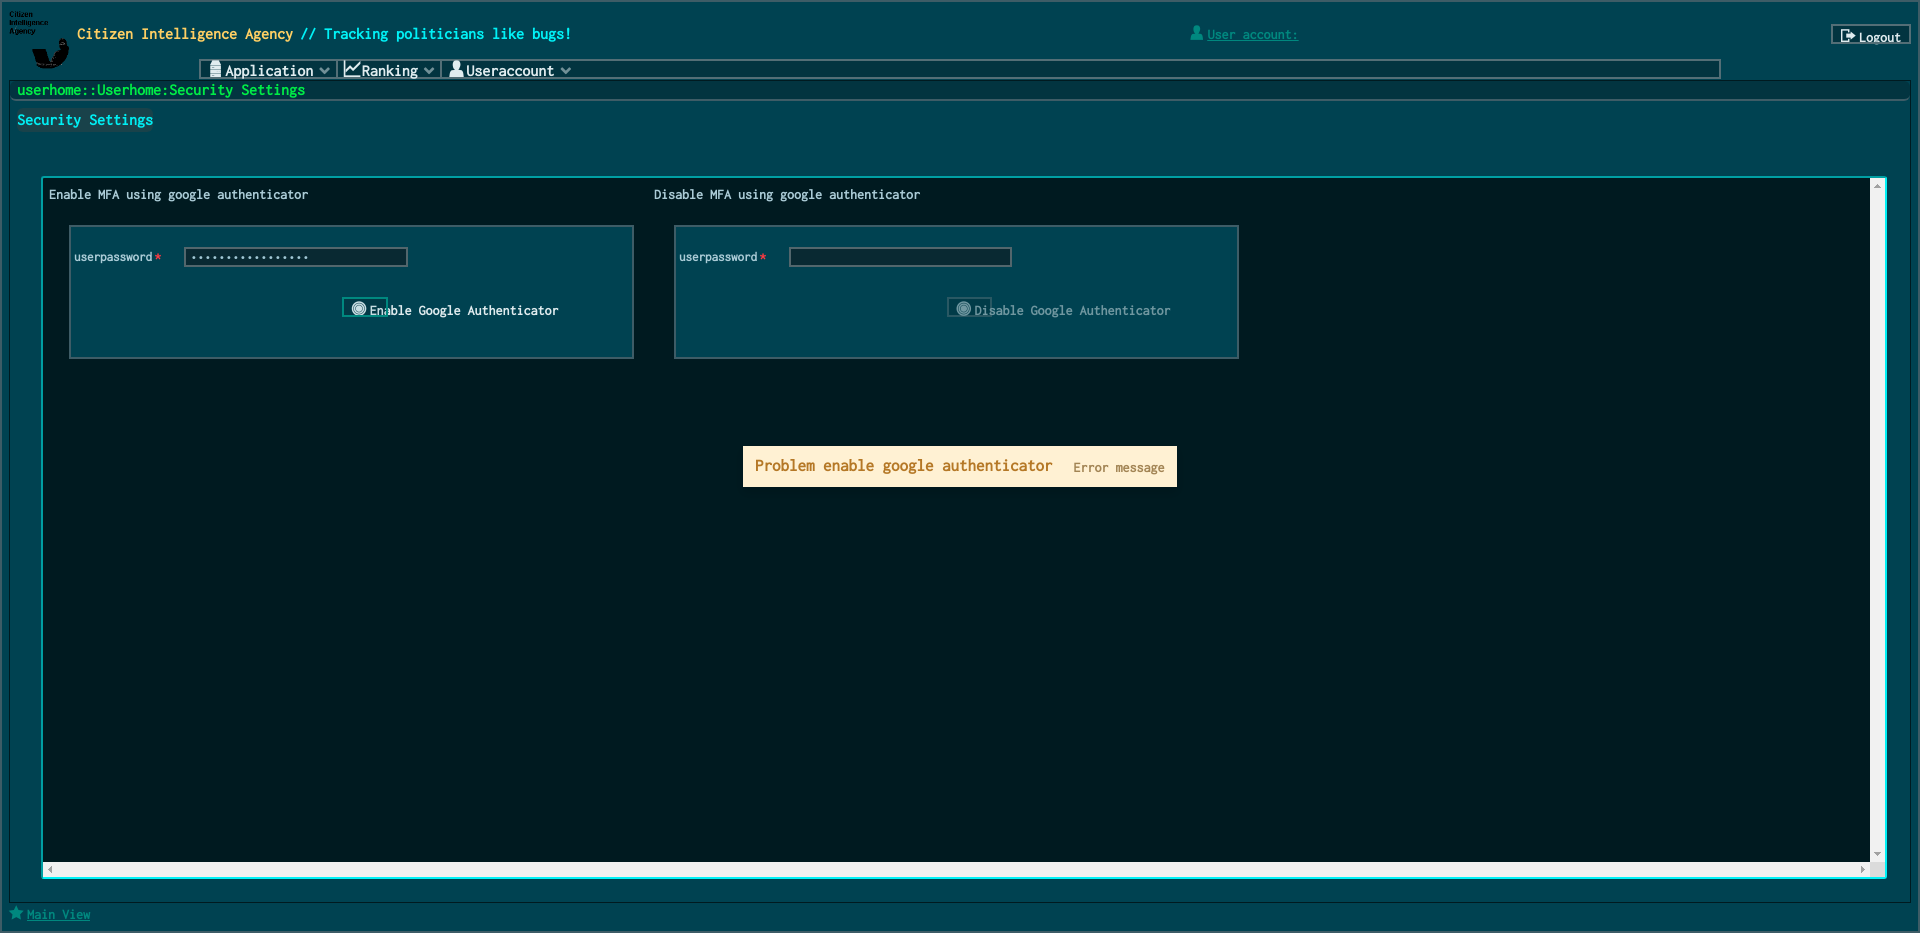 Citizen
Intelligence
Agency
Citizen Intelligence Agency // Tracking politicians like bugs!
User account:
Logout
Application
Ranking
Useraccount
userhome::Userhome:Security Settings
Security Settings
Enable MFA using google authenticator
Disable MFA using google authenticator
userpassword*
•••••••••••••••••
userpassword*
Enable Google Authenticator
Disable Google Authenticator
Problem enable google authenticator Error message
Main View